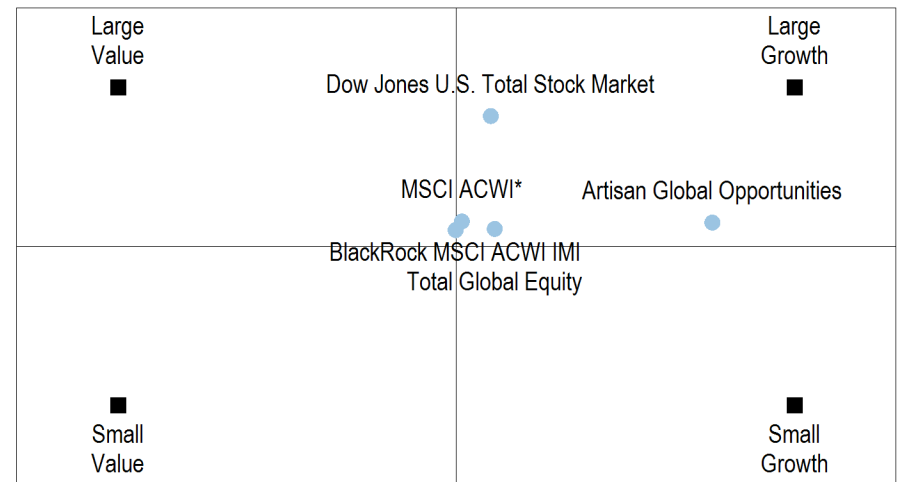 Large
Value
Large
Growth
Dow Jones U.S. Total Stock Market
MSCI ACWI*
Artisan Global Opportunities
BlackRock MSCI ACWI IMI
Total Global Equity
Small
Value
Small
Growth